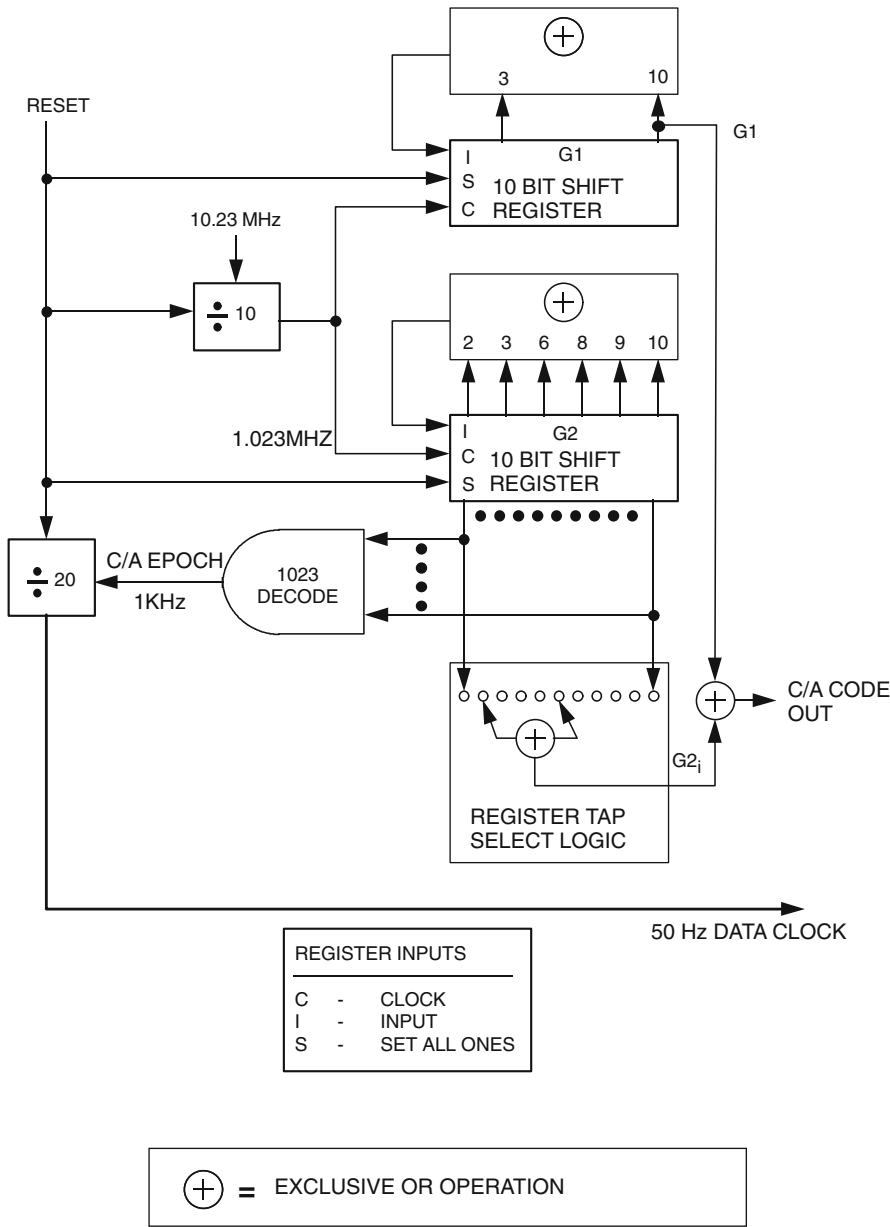 3 10
RESET
G1
I G1
S 10 BIT SHIFT
C REGISTER
10.23 MHz
÷ 10
2 3 6 8 9 10
1.023MHZ
I G2
C 10 BIT SHIFT
S REGISTER
÷ 20
C/A EPOCH
1KHz
1023
DECODE
C/A CODE
OUT
G2i
REGISTER TAP
SELECT LOGIC
50 Hz DATA CLOCK
REGISTER INPUTS
C - CLOCK
I - INPUT
S - SET ALL ONES
= EXCLUSIVE OR OPERATION